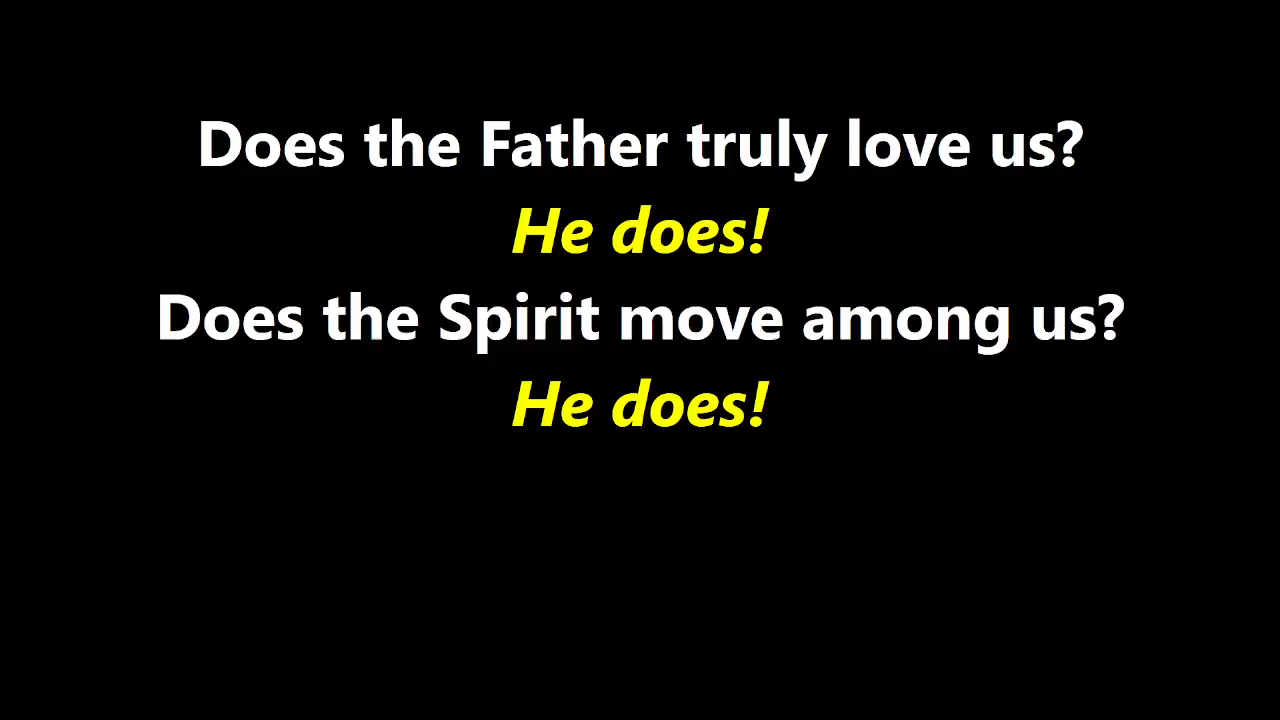 Does the Father truly love us?
He does!
Does the Spirit move among us?
He does!